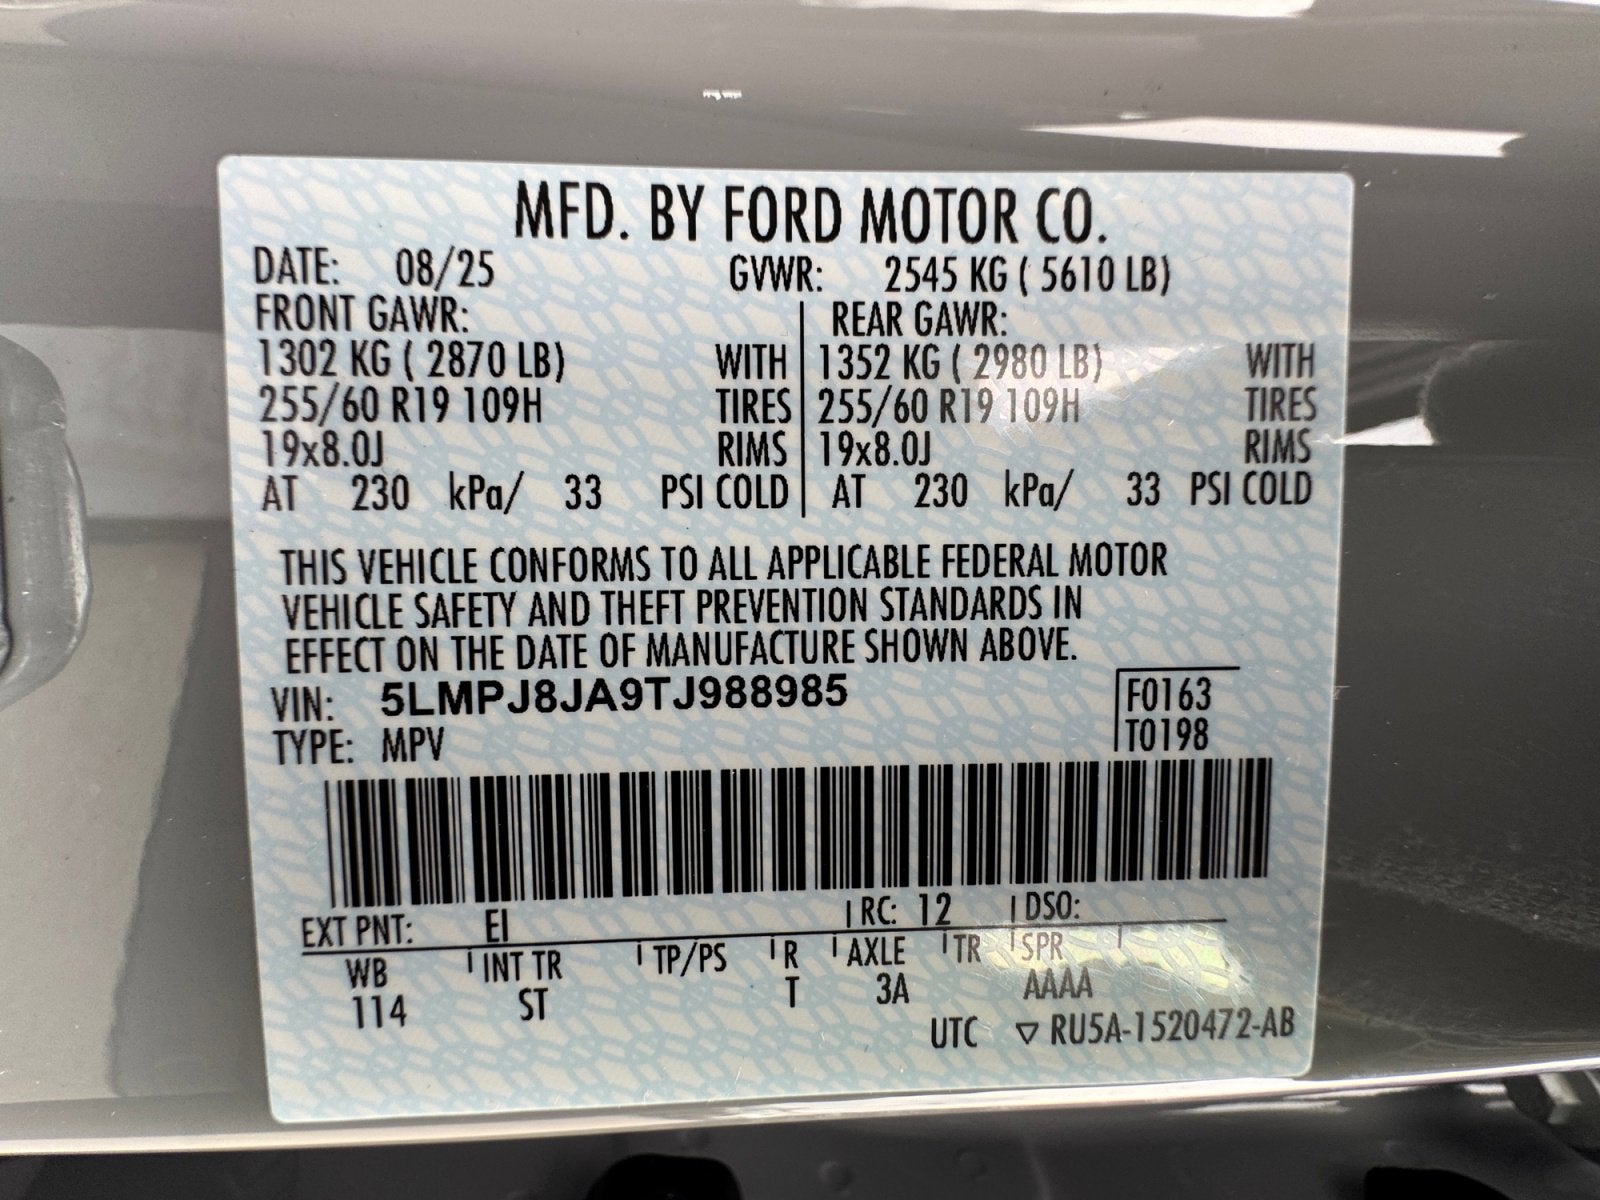 MFD. BY FORD MOTOR CO.
DATE: 08/25 GVWR: 2545 KG ( 5610 LB)
FRONT GAWR: REAR GAWR:
1302 KG ( 2870 LB) WITH 1352 KG ( 2980 LB) WITH
255/60 R19 109H TIRES 255/60 R19 109H TIRES
19x8.0J RIMS 19x8.0J RIMS
AT 230 kPa/ 33 PSI COLD AT 230 kPa/ 33 PSI COLD
THIS VEHICLE CONFORMS TO ALL APPLICABLE FEDERAL MOTOR
VEHICLE SAFETY AND THEFT PREVENTION STANDARDS IN
EFFECT ON THE DATE OF MANUFACTURE SHOWN ABOVE.
VIN: 5LMPJ8JA9TJ988985 F0163
TYPE: MPV T0198
EXT PNT: EI RC: 12 DSO:
WB INT TR TP/PS R AXLE TR SPR
114 ST T 3A AAAA
UTC ▽ RU5A-1520472-AB